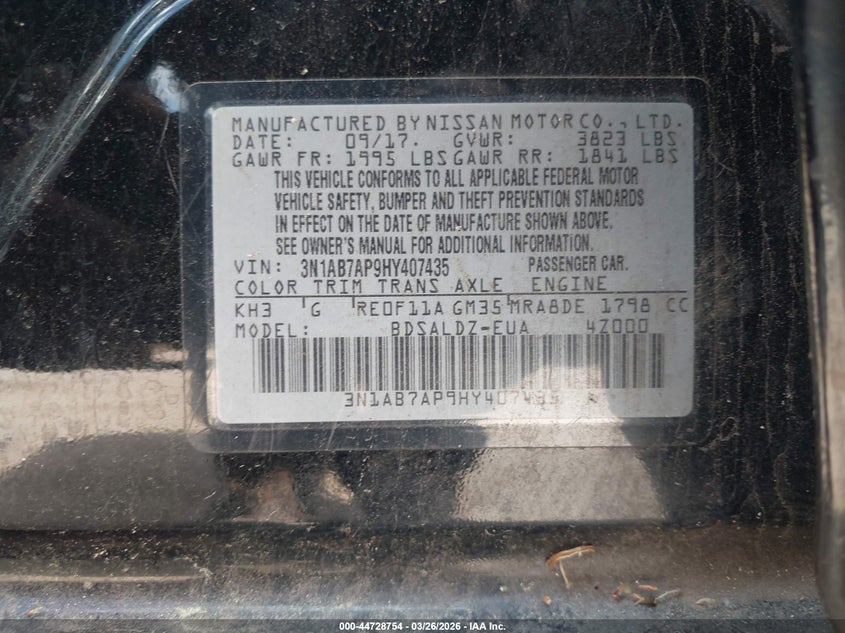 MANUFACTURED BY NISSAN MOTOR CO., LTD.
DATE: 09/17. GVWR: 3823 LBS
GAWR FR: 1995 LBS GAWR RR: 1841 LBS
THIS VEHICLE CONFORMS TO ALL APPLICABLE FEDERAL MOTOR
VEHICLE SAFETY, BUMPER AND THEFT PREVENTION STANDARDS
IN EFFECT ON THE DATE OF MANUFACTURE SHOWN ABOVE.
SEE OWNER'S MANUAL FOR ADDITIONAL INFORMATION.
VIN: 3N1AB7AP9HY407435 PASSENGER CAR.
COLOR TRIM TRANS AXLE ENGINE
KH3 G RE0F11A GM35 MRA8DE 1798 CC
MODEL: BDSALDZ-EUA 4Z000
3N1AB7AP9HY407435 A
000-44728754 | 03/26/2026 | IAA Inc.